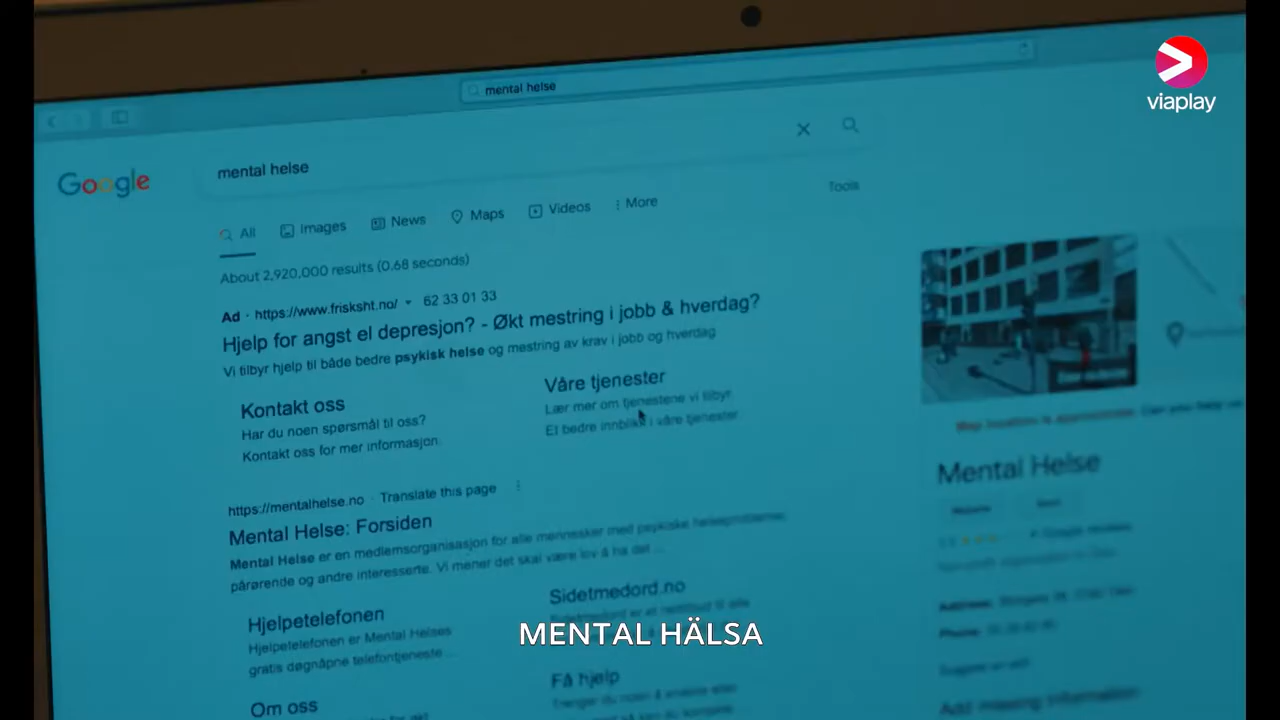 mental helse
viaplay
Google
mental helse
Tools
All Images News Maps Videos More
About 2,920,000 results (0.68 seconds)
Ad · https://www.frisksht.no/ 62 33 01 33
Hjelp for angst el depresjon? - Økt mestring i jobb & hverdag?
Vi tilbyr hjelp til både bedre psykisk helse og mestring av krav i jobb og hverdag.
Kontakt oss
Har du noen spørsmål til oss?
Kontakt oss for mer informasjon.
Våre tjenester
Lær mer om tjenestene vi tilbyr.
Et bedre innblikk i våre tjenester
https://mentalhelse.no · Translate this page
Mental Helse: Forsiden
Mental Helse er en medlemsorganisasjon for alle mennesker med psykiske helseproblemer,
pårørende og andre interesserte. Vi mener det skal være lov å ha det ...
Hjelpetelefonen
Hjelpetelefonen er Mental Helses
gratis døgnåpne telefontjeneste ...
Sidetmedord.no
Om oss
Få hjelp
Mental Helse
Address:
Phone:
Add missing information
MENTAL HÄLSA